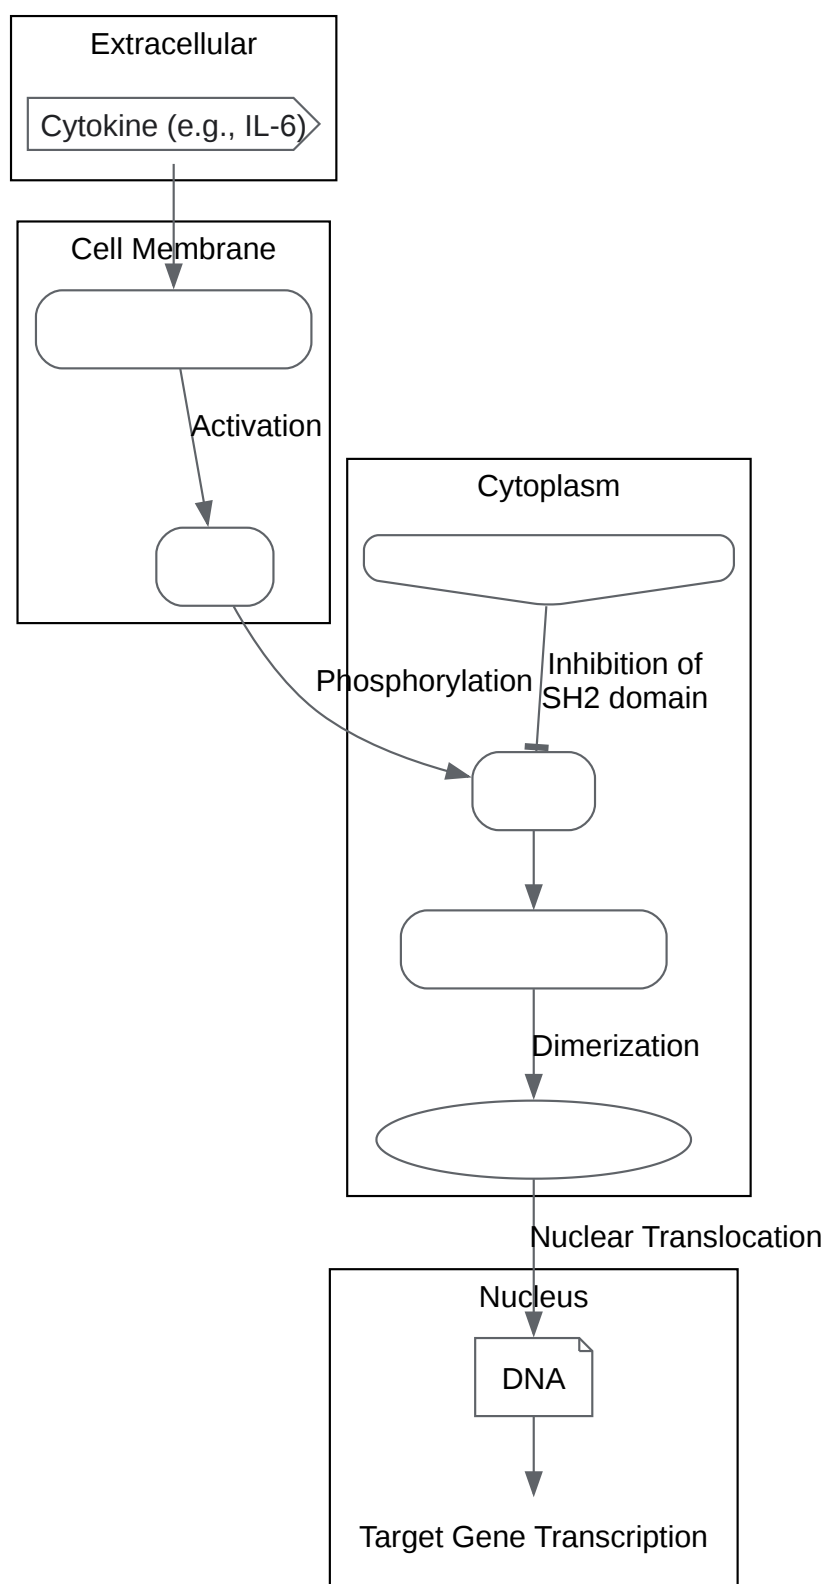 Extracellular
Cytokine (e.g., IL-6)
Cell Membrane
Activation
Cytoplasm
Phosphorylation
Inhibition of
SH2 domain
Dimerization
Nuclear Translocation
Nucleus
DNA
Target Gene Transcription